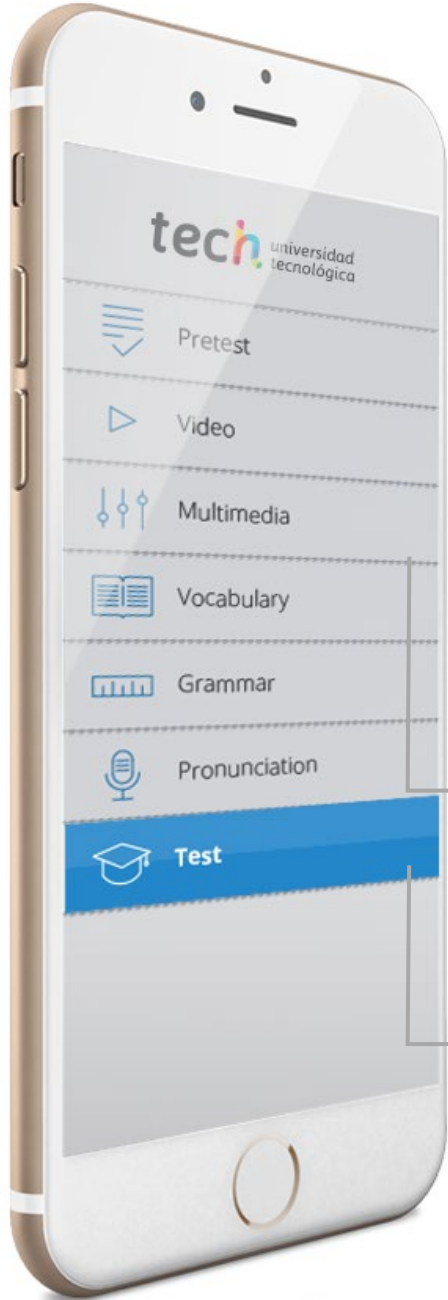 tech universidad
tecnológica
Pretest
Video
Multimedia
Vocabulary
Grammar
Pronunciation
Test